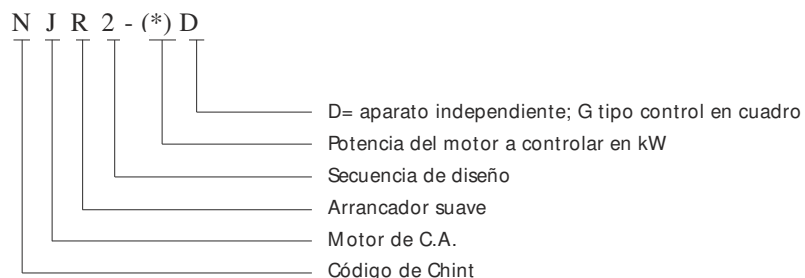 N J R 2 - (*) D
D= aparato independiente; G tipo control en cuadro
Potencia del motor a controlar en kW
Secuencia de diseño
Arrancador suave
Motor de C.A.
Código de Chint